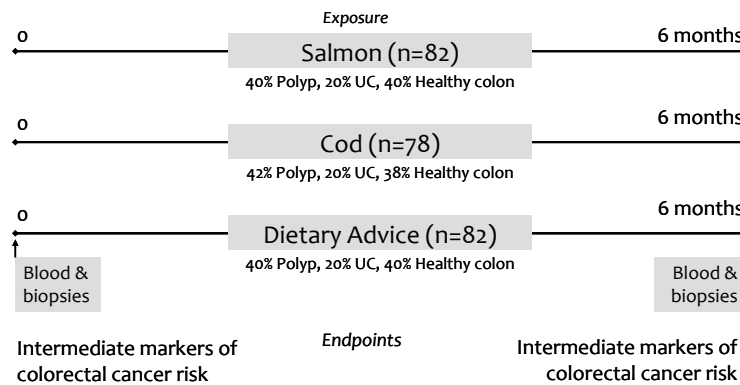 Exposure
0
6 months
Salmon (n=82)
40% Polyp, 20% UC, 40% Healthy colon
0
6 months
Cod (n=78)
42% Polyp, 20% UC, 38% Healthy colon
0
6 months
Dietary Advice (n=82)
40% Polyp, 20% UC, 40% Healthy colon
Blood &
biopsies
Blood &
biopsies
Endpoints
Intermediate markers of
colorectal cancer risk
Intermediate markers of
colorectal cancer risk